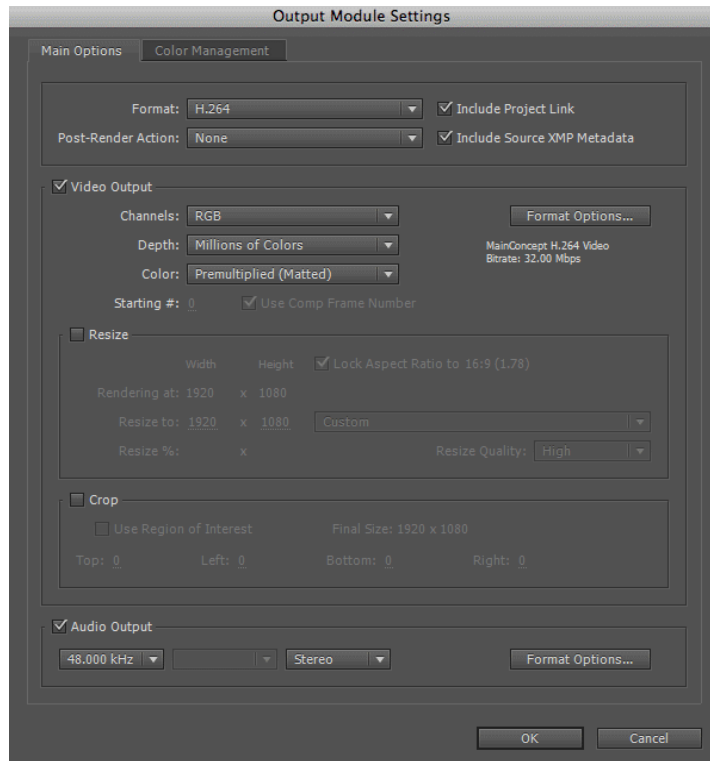 Output Module Settings
Main Options Color Management
Format: H.264 Include Project Link
Post-Render Action: None Include Source XMP Metadata
Video Output
Channels: RGB Format Options...
Depth: Millions of Colors MainConcept H.264 Video
Bitrate: 32.00 Mbps
Color: Premultiplied (Matted)
Starting #: 0 Use Comp Frame Number
Resize
Width Height Lock Aspect Ratio to 16:9 (1.78)
Rendering at: 1920 x 1080
Resize to: 1920 x 1080 Custom
Resize %: x Resize Quality: High
Crop
Use Region of Interest Final Size: 1920 x 1080
Top: 0 Left: 0 Bottom: 0 Right: 0
Audio Output
48.000 kHz Stereo Format Options...
OK Cancel